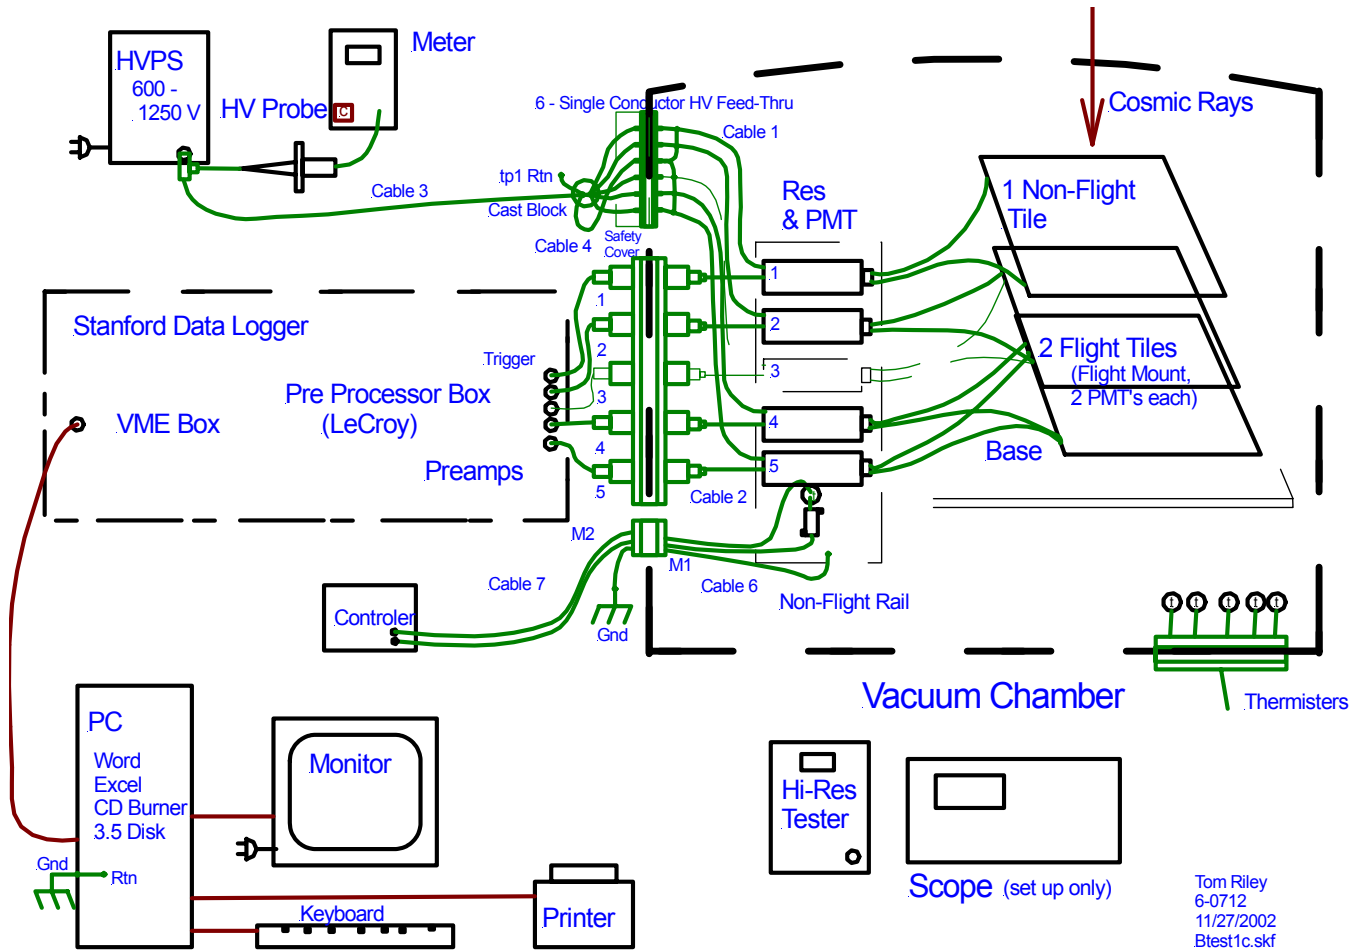 HVPS
600 -
1250 V
Meter
HV Probe
C
6 - Single Conductor HV Feed-Thru
Cable 1
Cosmic Rays
tp1 Rtn
Cable 3
Cast Block
Cable 4
Safety
Cover
Res
& PMT
1 Non-Flight
Tile
1
2
3
4
5
1
2
3
4
5
2 Flight Tiles
(Flight Mount,
2 PMT's each)
Base
Stanford Data Logger
Trigger
Pre Processor Box
(LeCroy)
VME Box
Preamps
Cable 2
M2
M1
Cable 7
Cable 6
Non-Flight Rail
Controler
Gnd
t
t
t
t
t
Thermisters
Vacuum Chamber
PC
Word
Excel
CD Burner
3.5 Disk
Gnd
Rtn
Monitor
Keyboard
Printer
Hi-Res
Tester
Scope (set up only)
Tom Riley
6-0712
11/27/2002
Btest1c.skf